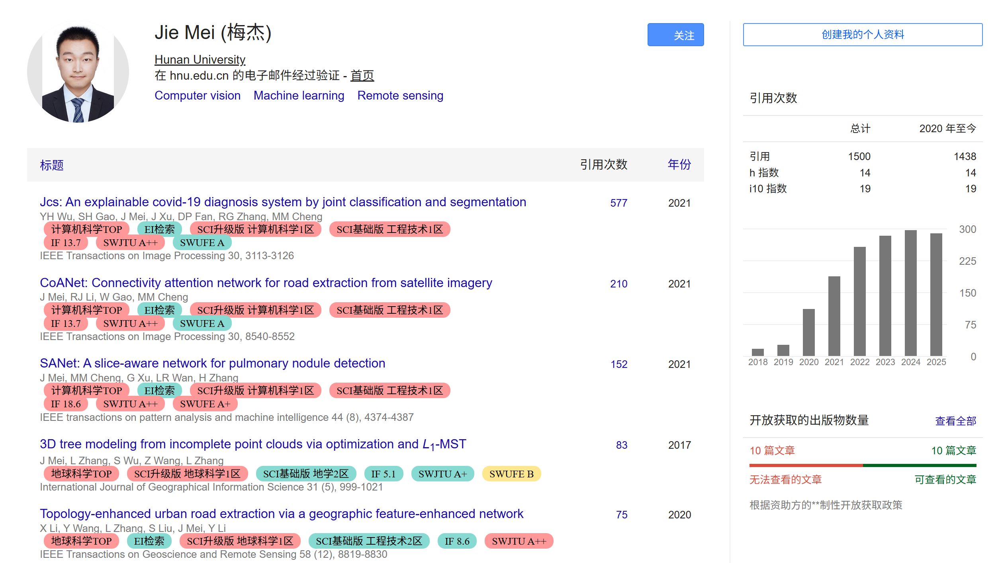 Jie Mei (梅杰)
关注
Hunan University
在 hnu.edu.cn 的电子邮件经过验证 - 首页
Computer vision Machine learning Remote sensing
标题 引用次数 年份
Jcs: An explainable covid-19 diagnosis system by joint classification and segmentation 577 2021
YH Wu, SH Gao, J Mei, J Xu, DP Fan, RG Zhang, MM Cheng
计算机科学TOP EI检索 SCI升级版 计算机科学1区 SCI基础版 工程技术1区
IF 13.7 SWJTU A++ SWUFE A
IEEE Transactions on Image Processing 30, 3113-3126
CoANet: Connectivity attention network for road extraction from satellite imagery 210 2021
J Mei, RJ Li, W Gao, MM Cheng
计算机科学TOP EI检索 SCI升级版 计算机科学1区 SCI基础版 工程技术1区
IF 13.7 SWJTU A++ SWUFE A
IEEE Transactions on Image Processing 30, 8540-8552
SANet: A slice-aware network for pulmonary nodule detection 152 2021
J Mei, MM Cheng, G Xu, LR Wan, H Zhang
计算机科学TOP EI检索 SCI升级版 计算机科学1区 SCI基础版 工程技术1区
IF 18.6 SWJTU A++ SWUFE A+
IEEE transactions on pattern analysis and machine intelligence 44 (8), 4374-4387
3D tree modeling from incomplete point clouds via optimization and L1-MST 83 2017
J Mei, L Zhang, S Wu, Z Wang, L Zhang
地球科学TOP SCI升级版 地球科学1区 SCI基础版 地学2区 IF 5.1 SWJTU A+ SWUFE B
International Journal of Geographical Information Science 31 (5), 999-1021
Topology-enhanced urban road extraction via a geographic feature-enhanced network 75 2020
X Li, Y Wang, L Zhang, S Liu, J Mei, Y Li
地球科学TOP EI检索 SCI升级版 地球科学1区 SCI基础版 工程技术2区 IF 8.6 SWJTU A++
IEEE Transactions on Geoscience and Remote Sensing 58 (12), 8819-8830
创建我的个人资料
引用次数
总计 2020 年至今
引用 1500 1438
h 指数 14 14
i10 指数 19 19
300
225
150
75
0
2018 2019 2020 2021 2022 2023 2024 2025
开放获取的出版物数量 查看全部
10 篇文章 10 篇文章
无法查看的文章 可查看的文章
根据资助方的**制性开放获取政策